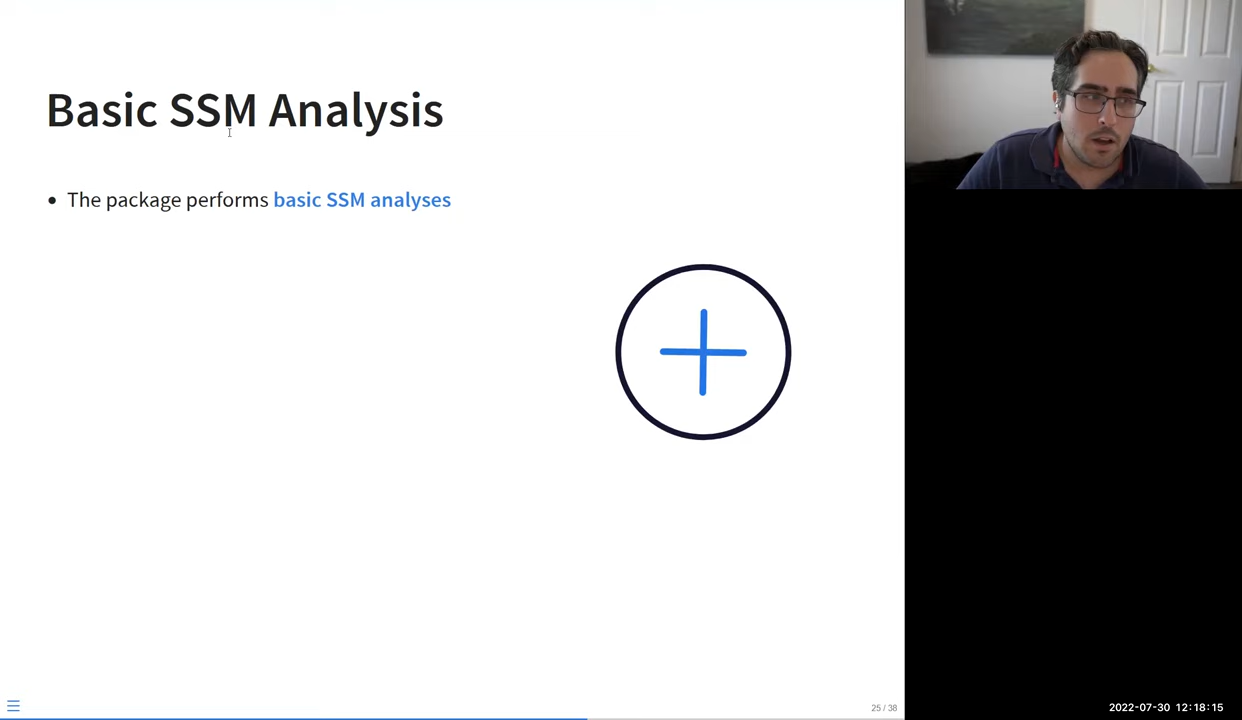 Basic SSM Analysis
• The package performs basic SSM analyses
25 / 38
2022-07-30 12:18:15